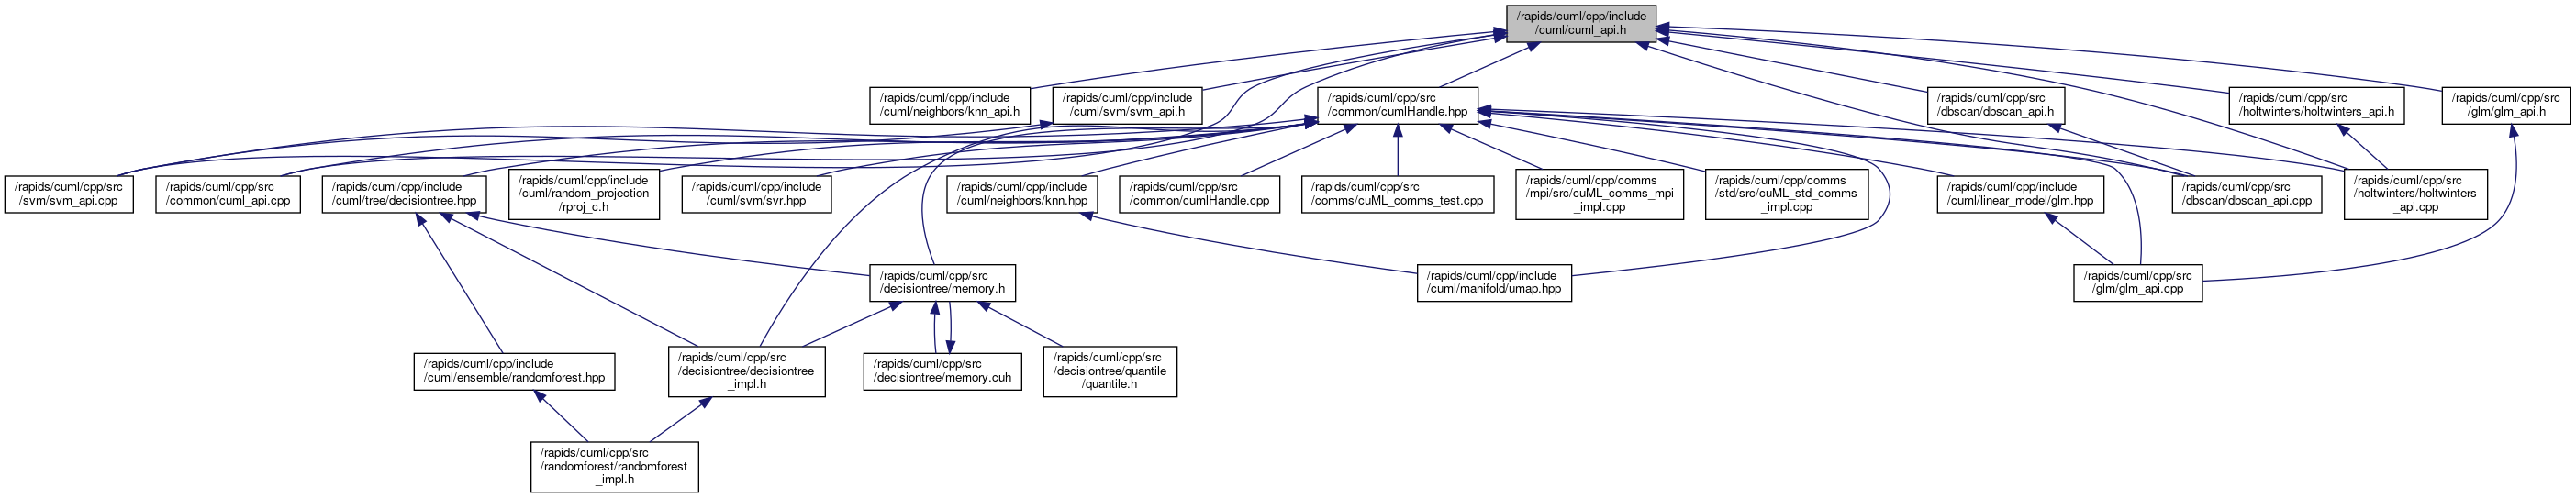 /rapids/cuml/cpp/include
/cuml/cuml_api.h
/rapids/cuml/cpp/include
/cuml/neighbors/knn_api.h
/rapids/cuml/cpp/include
/cuml/svm/svm_api.h
/rapids/cuml/cpp/src
/common/cumlHandle.hpp
/rapids/cuml/cpp/src
/dbscan/dbscan_api.h
/rapids/cuml/cpp/src
/holtwinters/holtwinters_api.h
/rapids/cuml/cpp/src
/glm/glm_api.h
/rapids/cuml/cpp/src
/svm/svm_api.cpp
/rapids/cuml/cpp/src
/common/cuml_api.cpp
/rapids/cuml/cpp/include
/cuml/tree/decisiontree.hpp
/rapids/cuml/cpp/include
/cuml/random_projection
/rproj_c.h
/rapids/cuml/cpp/include
/cuml/svm/svr.hpp
/rapids/cuml/cpp/include
/cuml/neighbors/knn.hpp
/rapids/cuml/cpp/src
/common/cumlHandle.cpp
/rapids/cuml/cpp/src
/comms/cuML_comms_test.cpp
/rapids/cuml/cpp/comms
/mpi/src/cuML_comms_mpi
_impl.cpp
/rapids/cuml/cpp/comms
/std/src/cuML_std_comms
_impl.cpp
/rapids/cuml/cpp/include
/cuml/linear_model/glm.hpp
/rapids/cuml/cpp/src
/dbscan/dbscan_api.cpp
/rapids/cuml/cpp/src
/holtwinters/holtwinters
_api.cpp
/rapids/cuml/cpp/src
/decisiontree/memory.h
/rapids/cuml/cpp/include
/cuml/manifold/umap.hpp
/rapids/cuml/cpp/src
/glm/glm_api.cpp
/rapids/cuml/cpp/include
/cuml/ensemble/randomforest.hpp
/rapids/cuml/cpp/src
/decisiontree/decisiontree
_impl.h
/rapids/cuml/cpp/src
/decisiontree/memory.cuh
/rapids/cuml/cpp/src
/decisiontree/quantile
/quantile.h
/rapids/cuml/cpp/src
/randomforest/randomforest
_impl.h